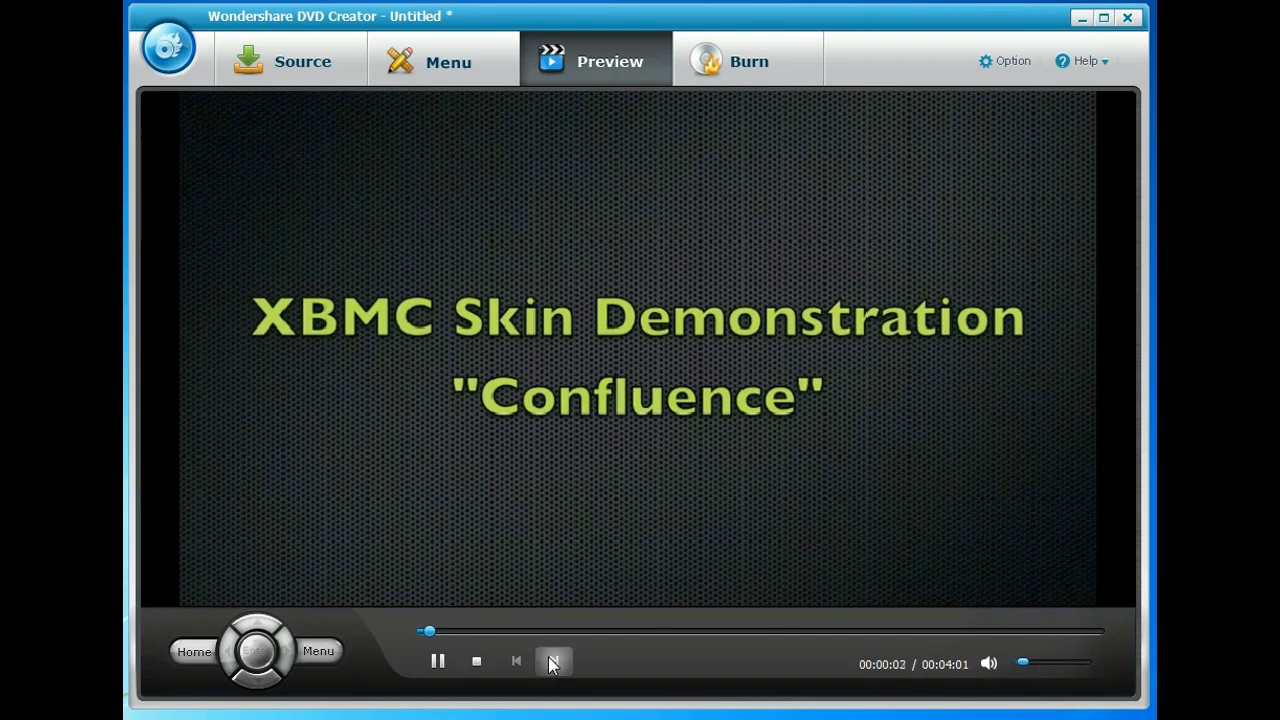 Wondershare DVD Creator - Untitled *
Source
Menu
Preview
Burn
Option
Help
XBMC Skin Demonstration
"Confluence"
Home
Menu
00:00:02 / 00:04:01